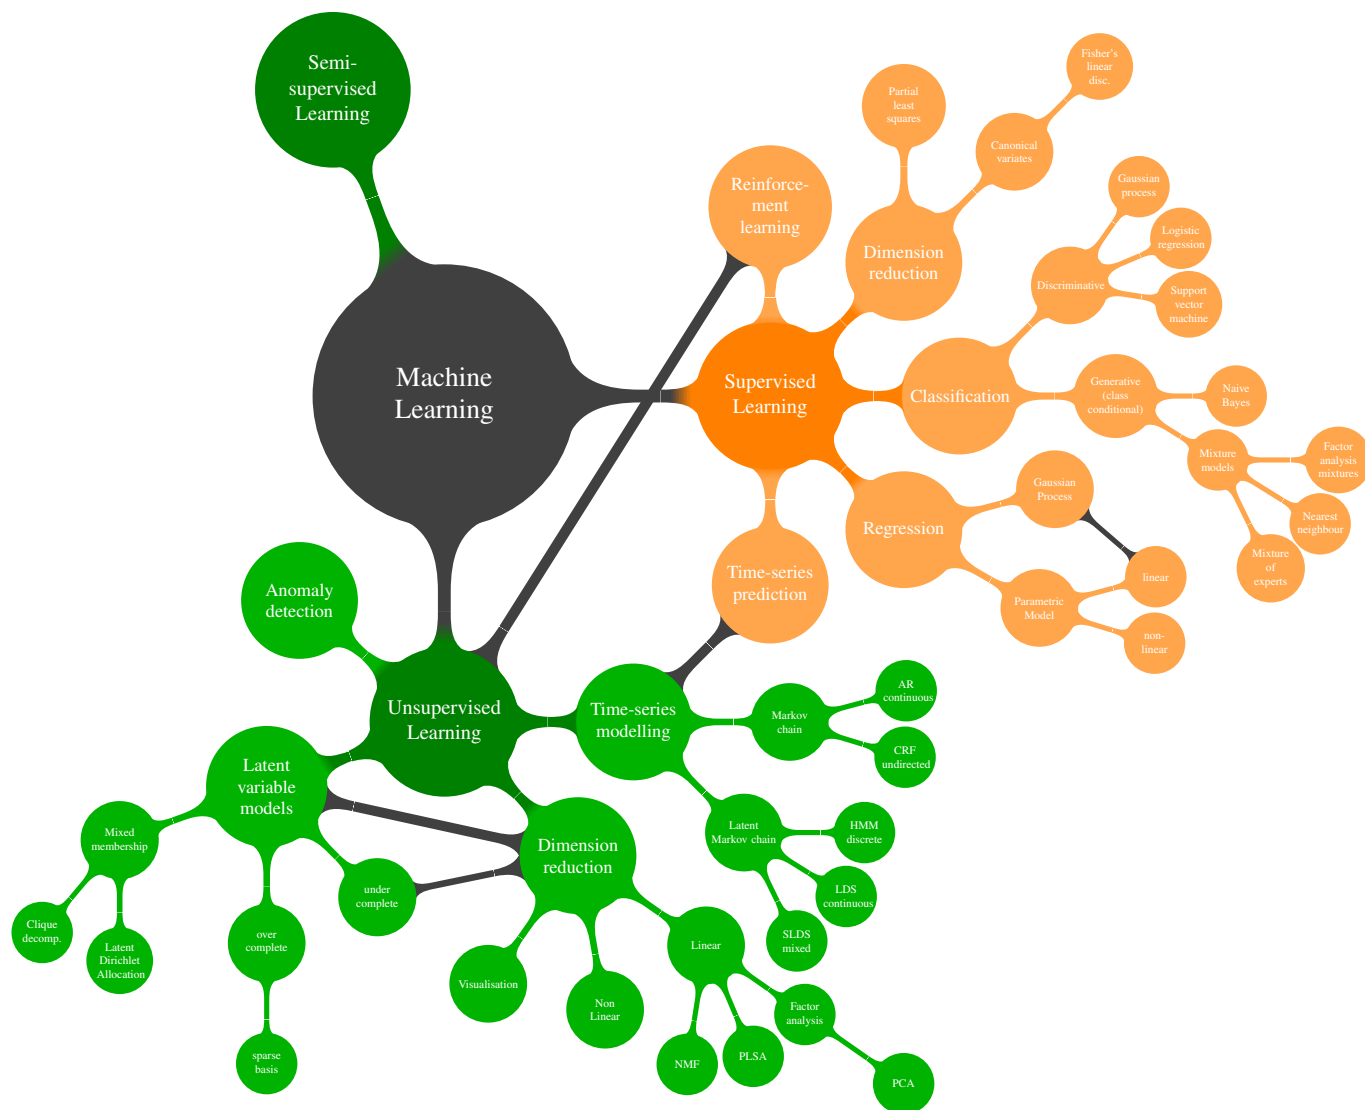 Semi-
supervised
Learning
Fisher's
linear
disc.
Partial
least
squares
Canonical
variates
Reinforce-
ment
learning
Gaussian
process
Logistic
regression
Dimension
reduction
Discriminative
Support
vector
machine
Machine
Learning
Supervised
Learning
Classification
Generative
(class
conditional)
Naive
Bayes
Mixture
models
Factor
analysis
mixtures
Gaussian
Process
Regression
Nearest
neighbour
Mixture
of
experts
Time-series
prediction
linear
Parametric
Model
non-
linear
Anomaly
detection
Unsupervised
Learning
Time-series
modelling
Markov
chain
AR
continuous
CRF
undirected
Latent
variable
models
Mixed
membership
Latent
Markov chain
HMM
discrete
Dimension
reduction
under
complete
LDS
continuous
Clique
decomp.
over
complete
SLDS
mixed
Linear
Latent
Dirichlet
Allocation
Visualisation
Non
Linear
Factor
analysis
sparse
basis
NMF
PLSA
PCA